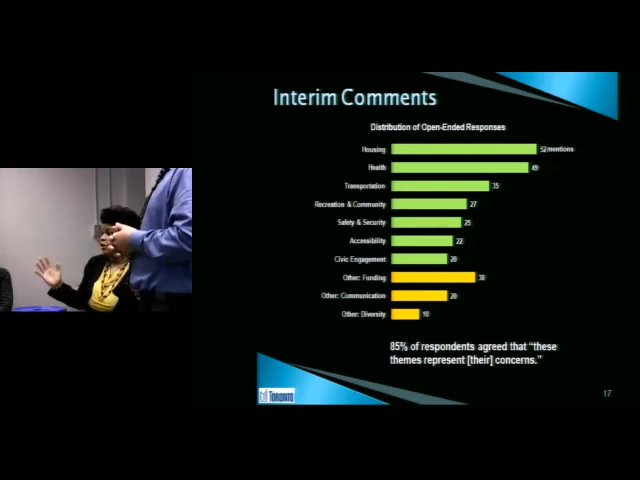 Interim Comments
Distribution of Open-Ended Responses
Housing 52 mentions
Health 49
Transportation 35
Recreation & Community 27
Safety & Security 25
Accessibility 22
Civic Engagement 20
Other: Funding 30
Other: Communication 20
Other: Diversity 10
85% of respondents agreed that “these
themes represent [their] concerns.”
TORONTO
17